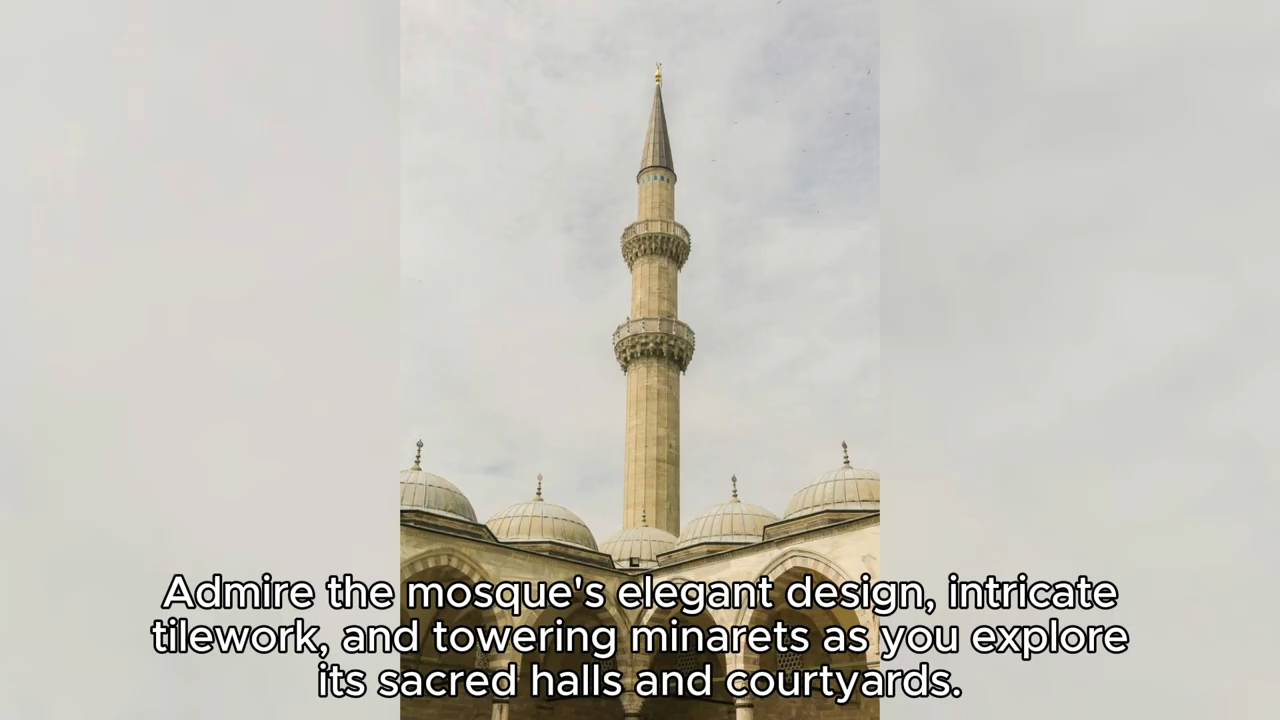 Admire the mosque's elegant design, intricate
tilework, and towering minarets as you explore
its sacred halls and courtyards.